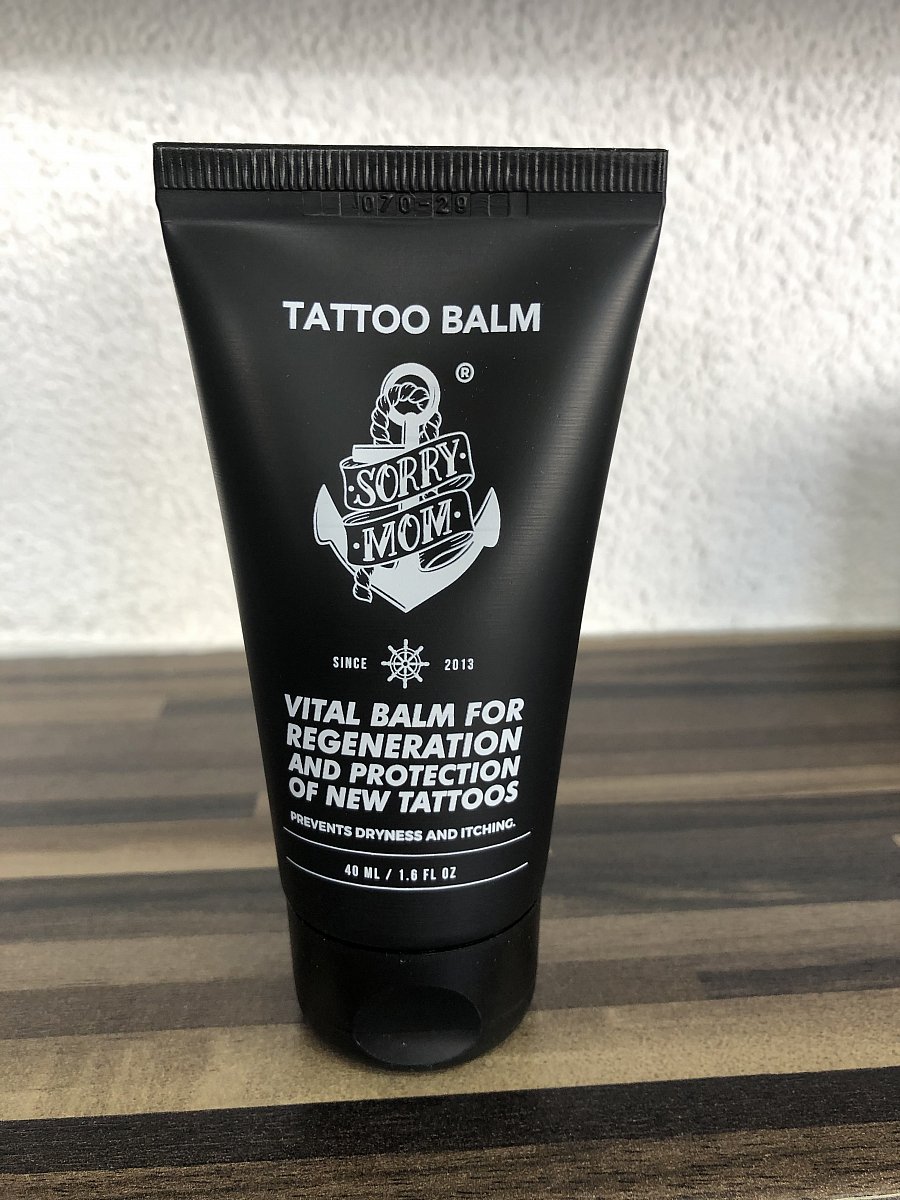 070-29
TATTOO BALM
®
SORRY
MOM
SINCE 2013
VITAL BALM FOR
REGENERATION
AND PROTECTION
OF NEW TATTOOS
PREVENTS DRYNESS AND ITCHING.
40 ML / 1.6 FL OZ